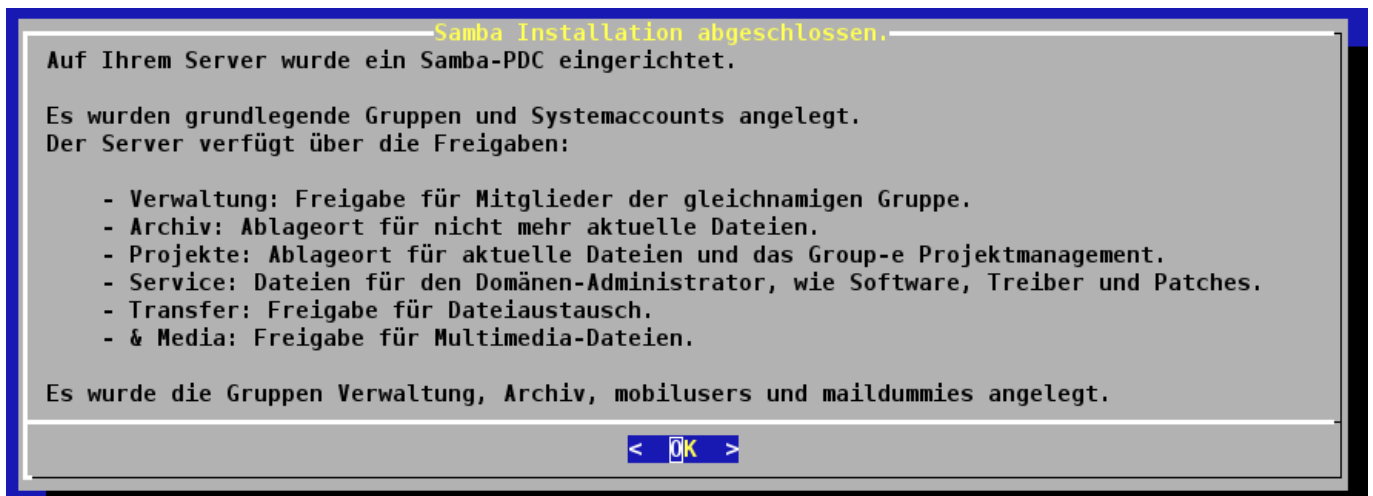 Samba Installation abgeschlossen.
Auf Ihrem Server wurde ein Samba-PDC eingerichtet.
Es wurden grundlegende Gruppen und Systemaccounts angelegt.
Der Server verfügt über die Freigaben:
- Verwaltung: Freigabe für Mitglieder der gleichnamigen Gruppe.
- Archiv: Ablageort für nicht mehr aktuelle Dateien.
- Projekte: Ablageort für aktuelle Dateien und das Group-e Projektmanagement.
- Service: Dateien für den Domänen-Administrator, wie Software, Treiber und Patches.
- Transfer: Freigabe für Dateiaustausch.
- & Media: Freigabe für Multimedia-Dateien.
Es wurde die Gruppen Verwaltung, Archiv, mobilusers und maildummies angelegt.
< OK >